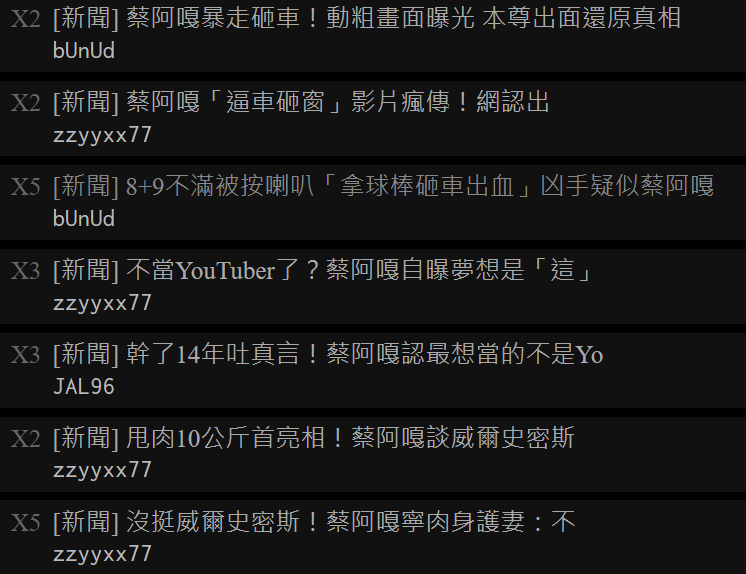 X2 [新聞] 蔡阿嘎暴走砸車！動粗畫面曝光 本尊出面還原真相
bUnUd
X2 [新聞] 蔡阿嘎「逼車砸窗」影片瘋傳！網認出
zzyyxx77
X5 [新聞] 8+9不滿被按喇叭「拿球棒砸車出血」凶手疑似蔡阿嘎
bUnUd
X3 [新聞] 不當YouTuber了？蔡阿嘎自曝夢想是「這」
zzyyxx77
X3 [新聞] 幹了14年吐真言！蔡阿嘎認最想當的不是Yo
JAL96
X2 [新聞] 甩肉10公斤首亮相！蔡阿嘎談威爾史密斯
zzyyxx77
X5 [新聞] 沒挺威爾史密斯！蔡阿嘎寧肉身護妻：不
zzyyxx77